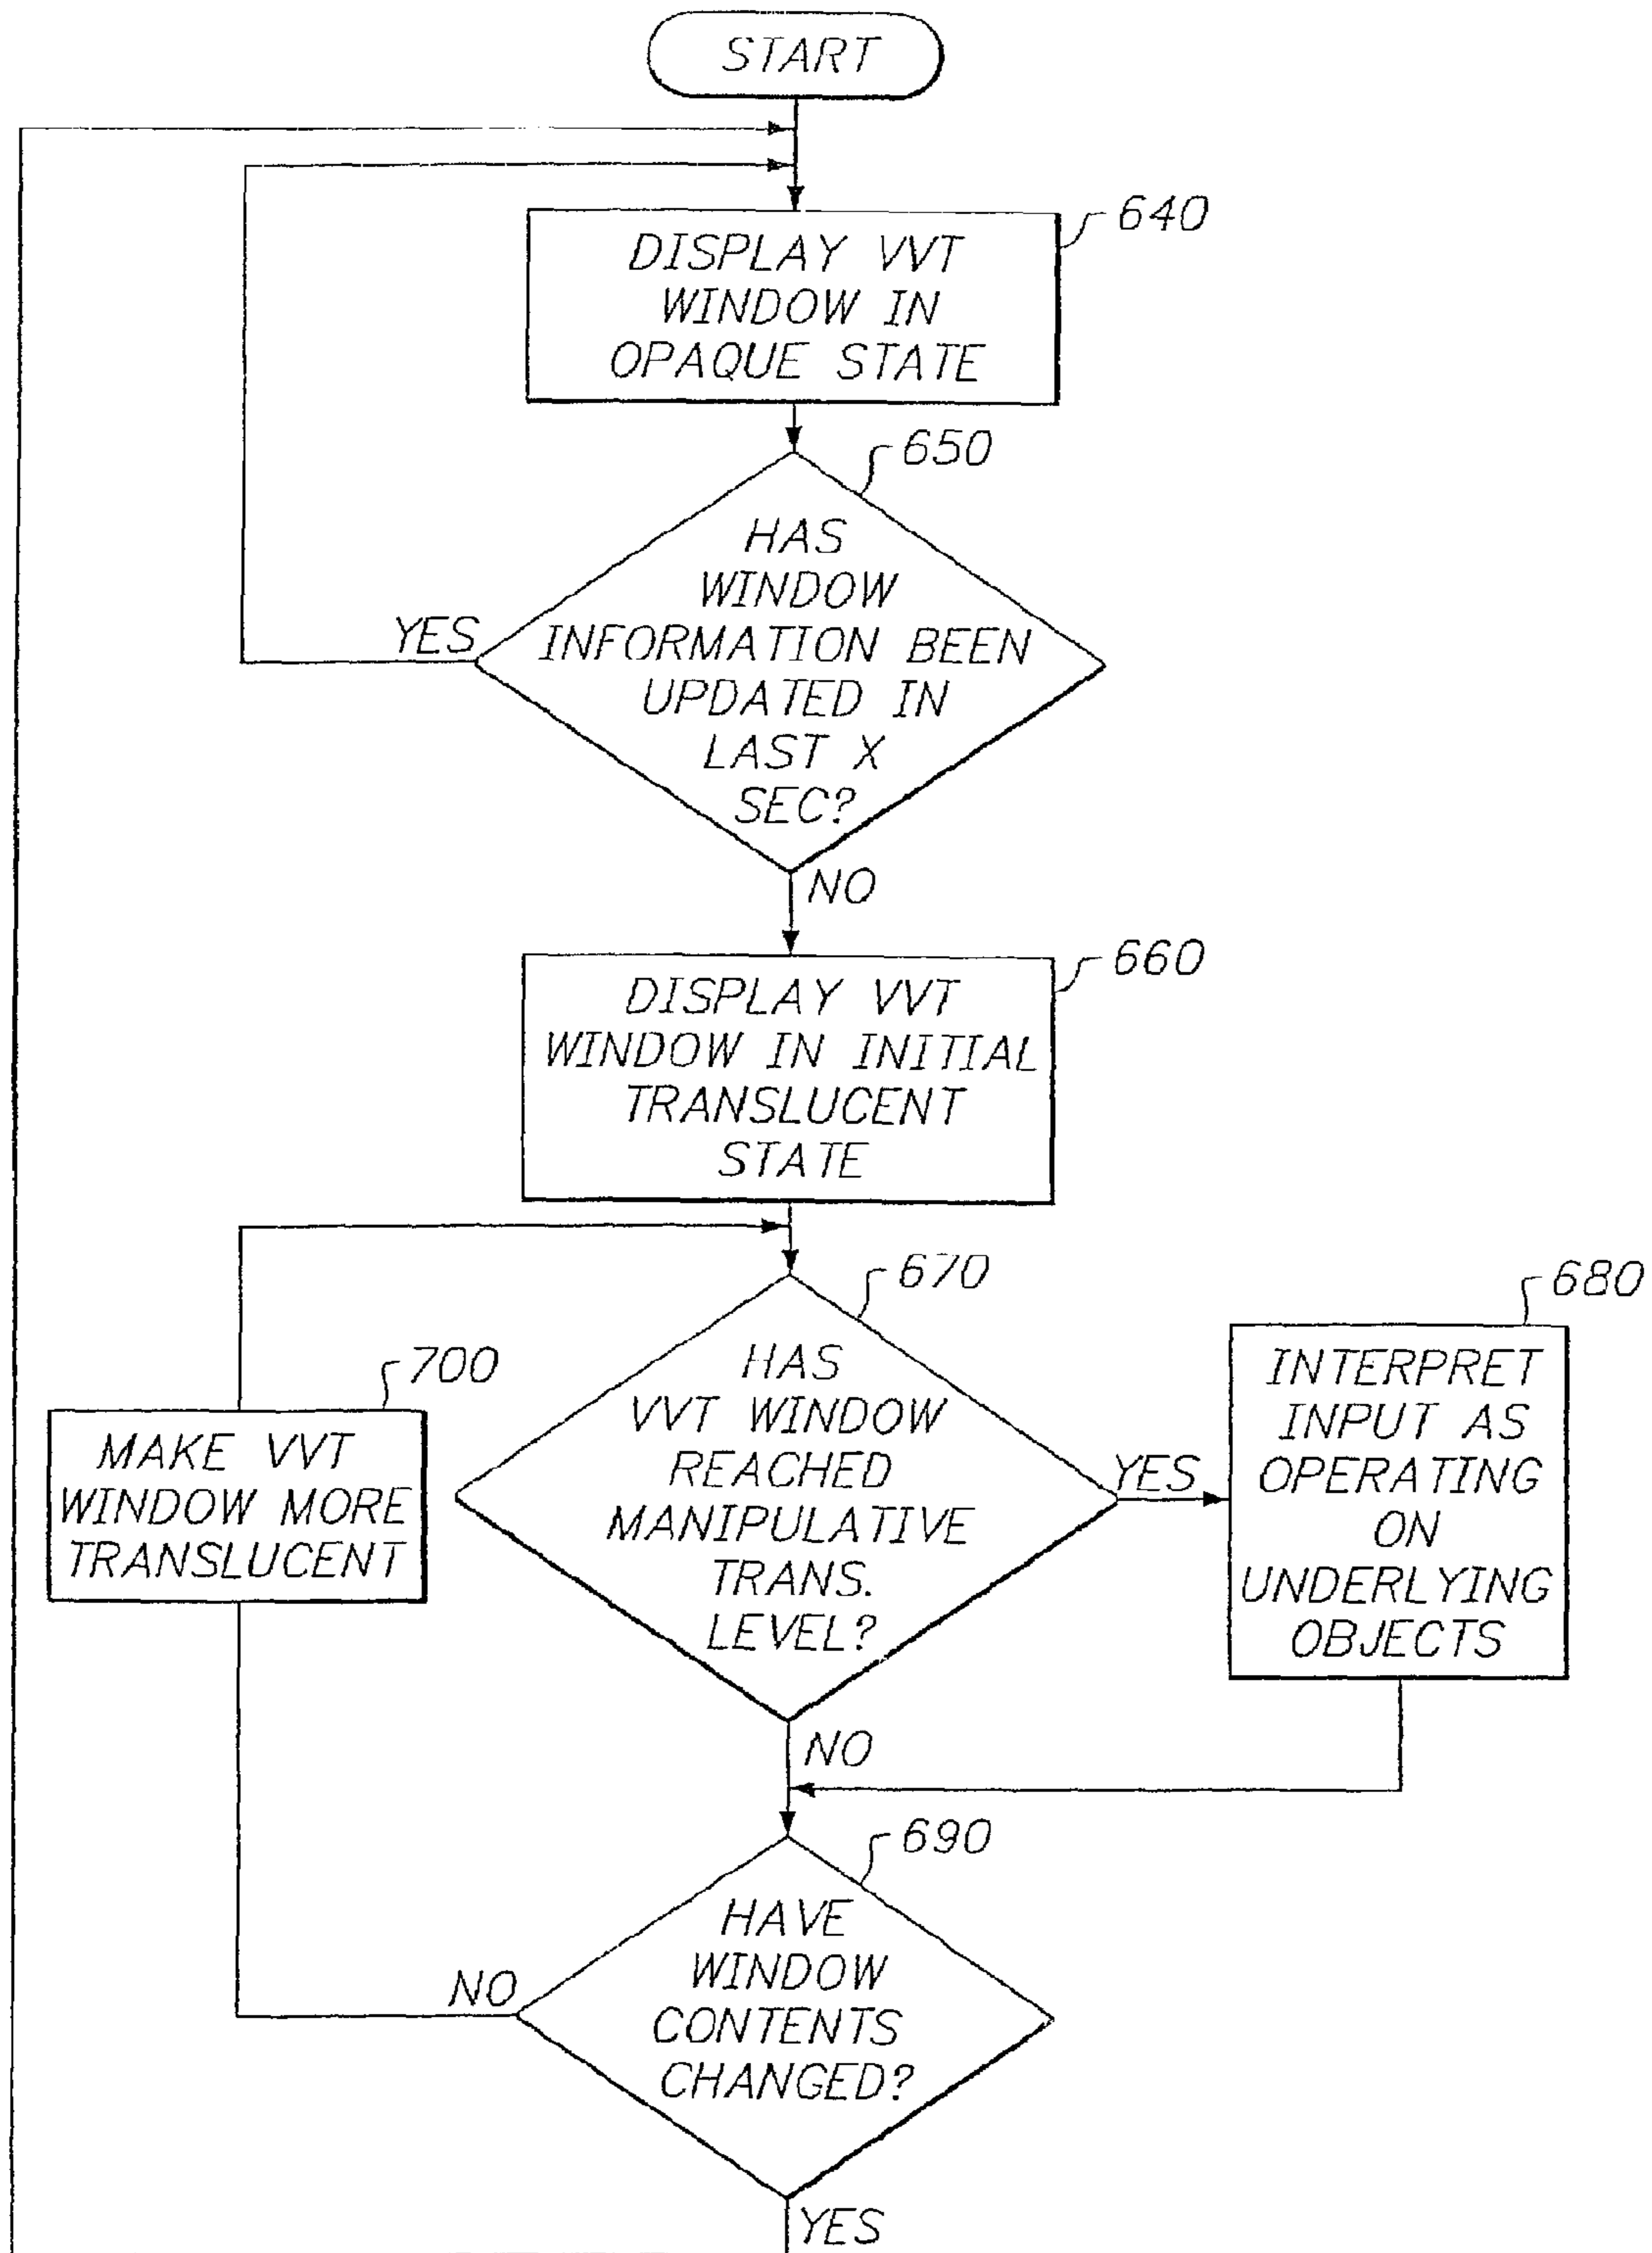 START
640
DISPLAY VVT
WINDOW IN
OPAQUE STATE
650
HAS
WINDOW
INFORMATION BEEN
UPDATED IN
LAST X
SEC?
YES
NO
660
DISPLAY VVT
WINDOW IN INITIAL
TRANSLUCENT
STATE
670
HAS
VVT WINDOW
REACHED
MANIPULATIVE
TRANS.
LEVEL?
YES
680
INTERPRET
INPUT AS
OPERATING
ON
UNDERLYING
OBJECTS
700
MAKE VVT
WINDOW MORE
TRANSLUCENT
NO
690
HAVE
WINDOW
CONTENTS
CHANGED?
NO
YES